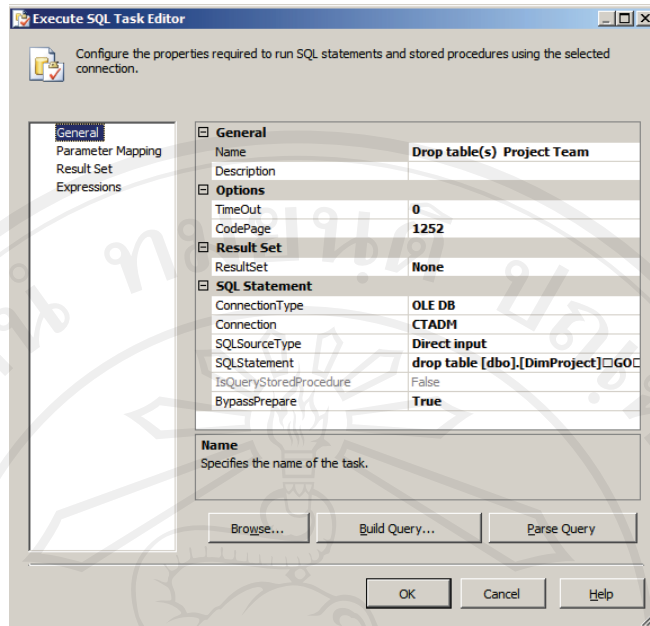 Execute SQL Task Editor
Configure the properties required to run SQL statements and stored procedures using the selected
connection.
General
Parameter Mapping
Result Set
Expressions
General
Name Drop table(s) Project Team
Description
Options
TimeOut 0
CodePage 1252
Result Set
ResultSet None
SQL Statement
ConnectionType OLE DB
Connection CTADM
SQLSourceType Direct input
SQLStatement drop table [dbo].[DimProject]□GO□
IsQueryStoredProcedure False
BypassPrepare True
Name
Specifies the name of the task.
Browse... Build Query... Parse Query
OK Cancel Help